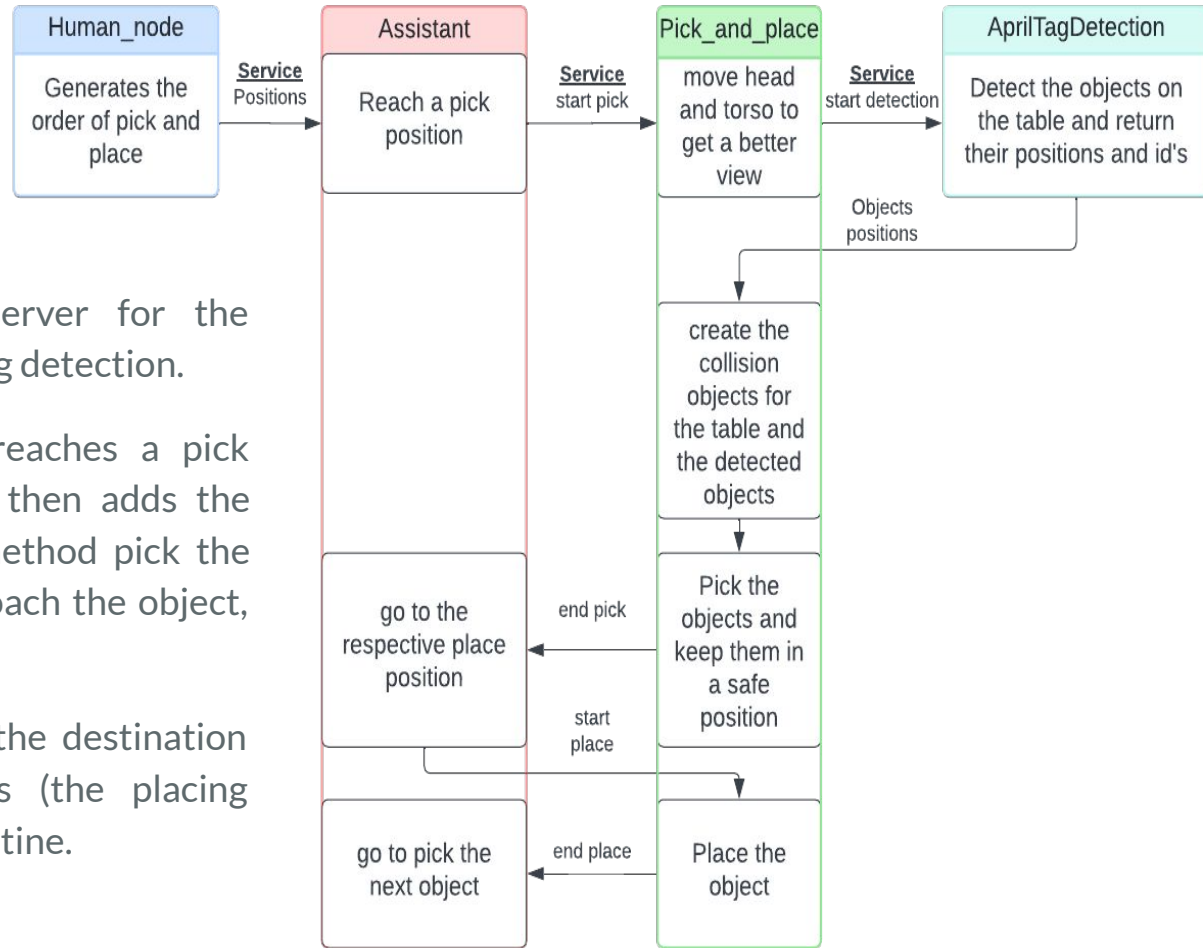 Human_node
Generates the
order of pick and
place
Service
Positions
Assistant
Reach a pick
position
Service
start pick
Pick_and_place
move head
and torso to
get a better
view
Service
start detection
AprilTagDetection
Detect the objects on
the table and return
their positions and id's
Objects
positions
erver for the
g detection.
reaches a pick
then adds the
ethod pick the
oach the object,
the destination
s (the placing
tine.
create the
collision
objects for
the table and
the detected
objects
Pick the
objects and
keep them in
a safe
position
end pick
go to the
respective place
position
start
place
Place the
object
end place
go to pick the
next object